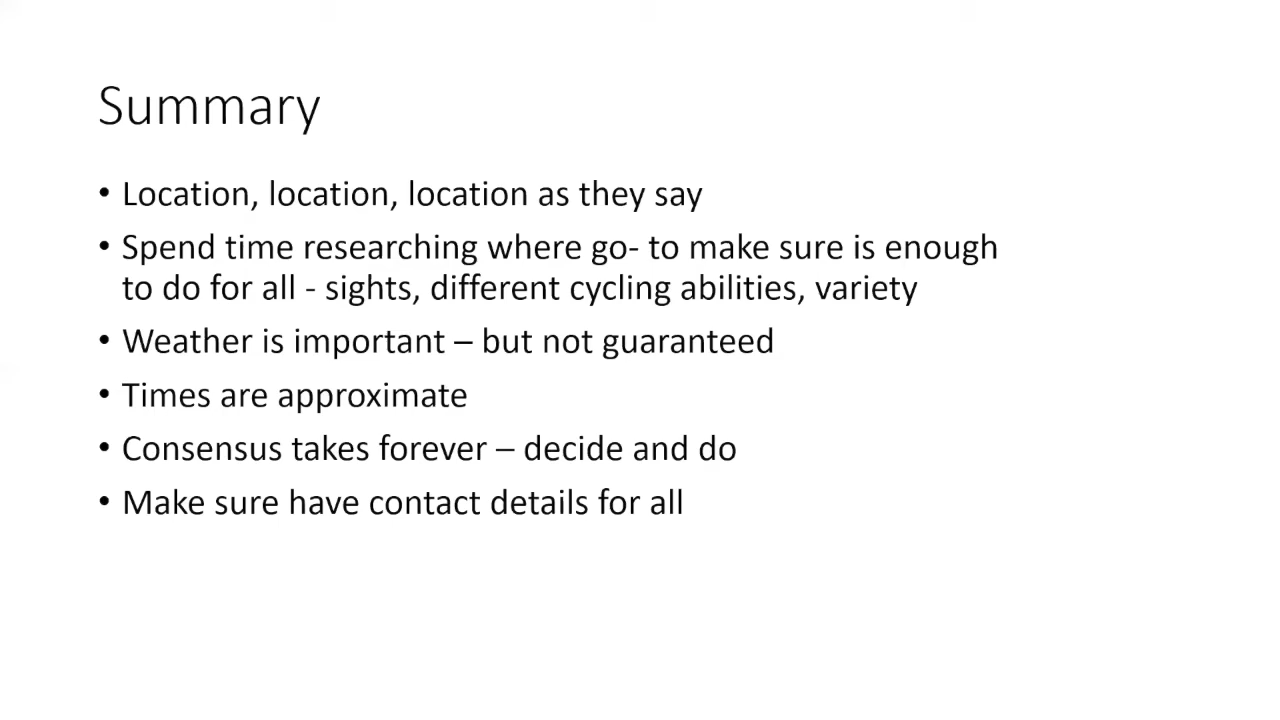 Summary
• Location, location, location as they say
• Spend time researching where go- to make sure is enough
to do for all - sights, different cycling abilities, variety
• Weather is important – but not guaranteed
• Times are approximate
• Consensus takes forever – decide and do
• Make sure have contact details for all